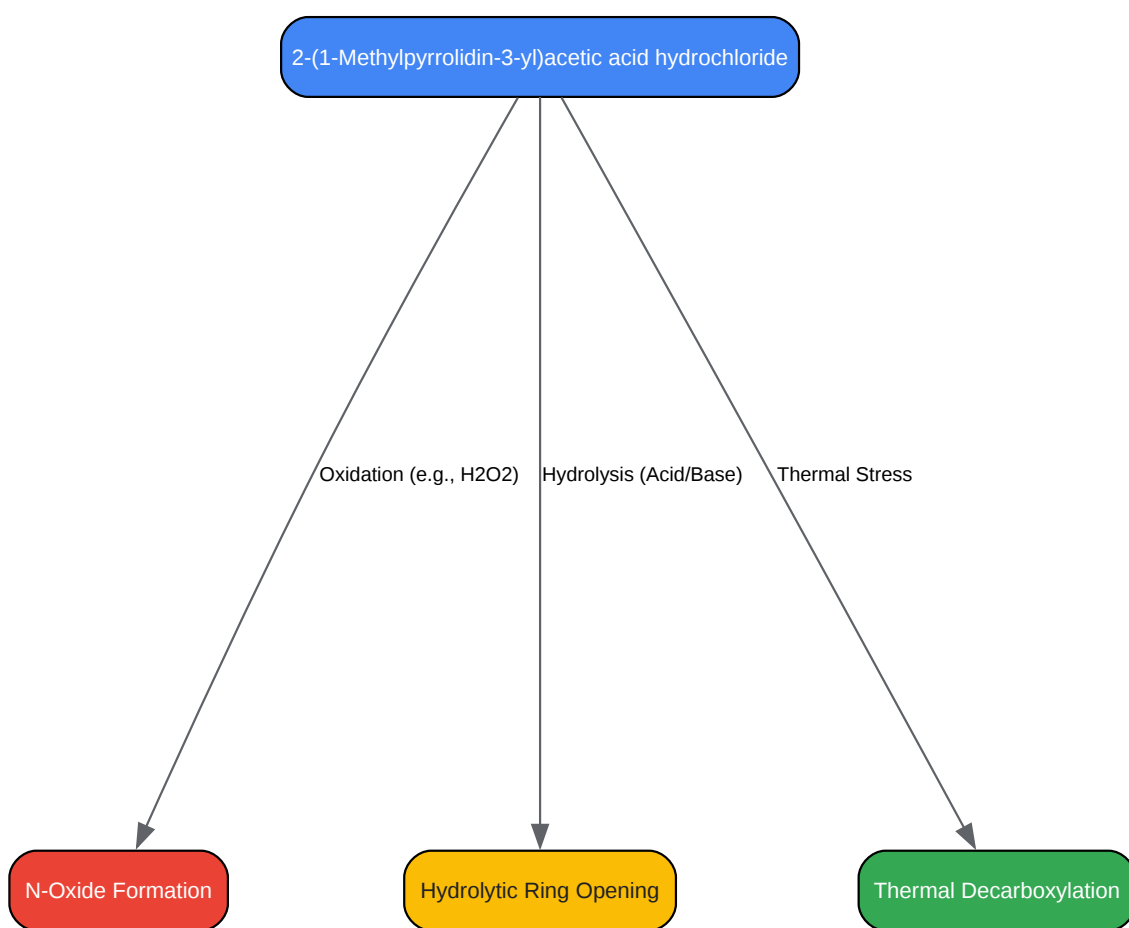 2-(1-Methylpyrrolidin-3-yl)acetic acid hydrochloride
Oxidation (e.g., H2O2)
Hydrolysis (Acid/Base)
Thermal Stress
N-Oxide Formation
Hydrolytic Ring Opening
Thermal Decarboxylation